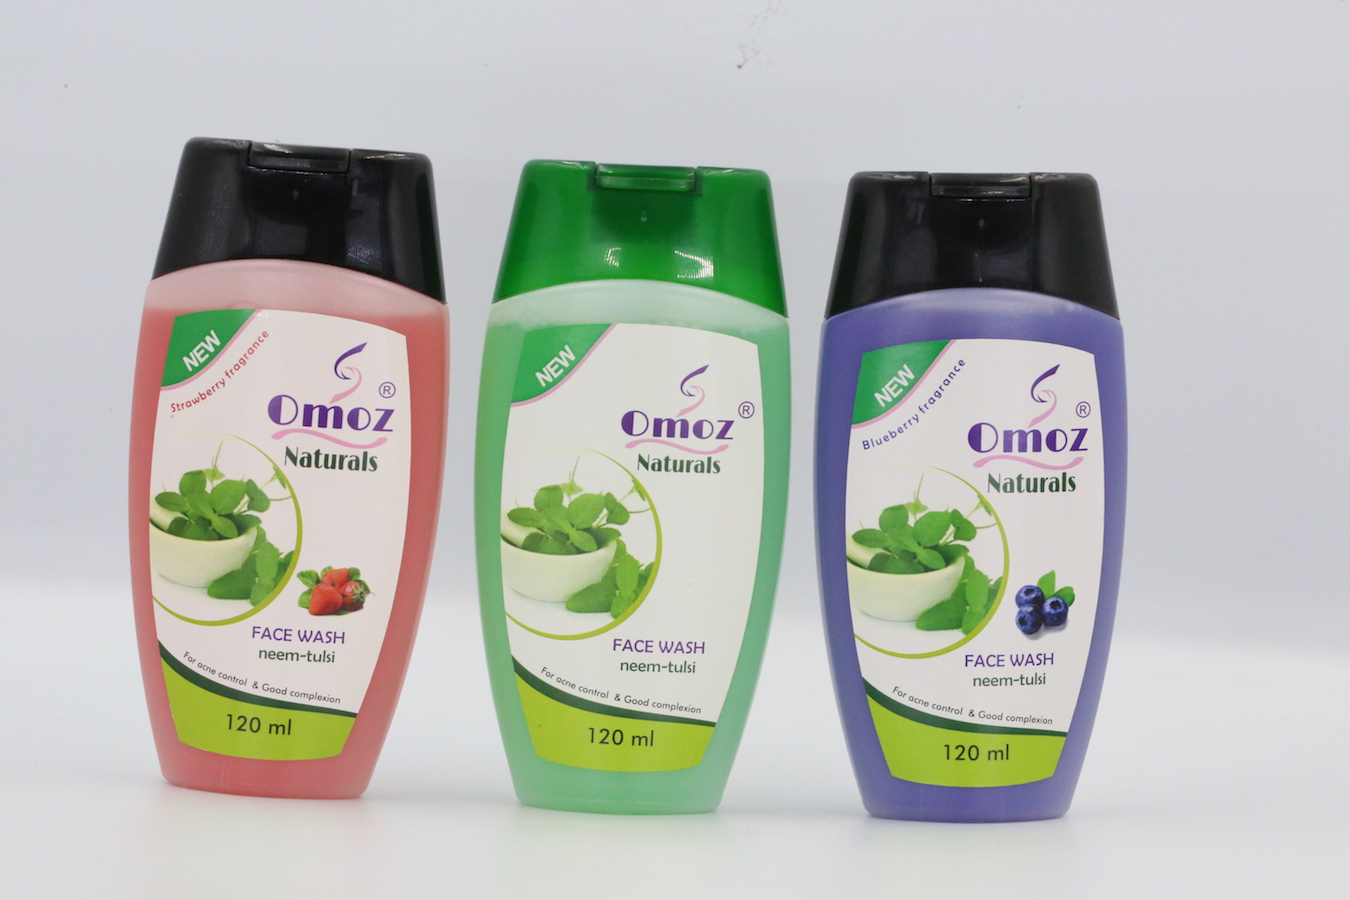 NEW
Strawberry fragrance
Omoz ®
Naturals
FACE WASH
neem-tulsi
For acne control & Good complexion
120 ml
NEW
Omoz ®
Naturals
FACE WASH
neem-tulsi
For acne control & Good complexion
120 ml
NEW
Blueberry fragrance
Omoz ®
Naturals
FACE WASH
neem-tulsi
For acne control & Good complexion
120 ml